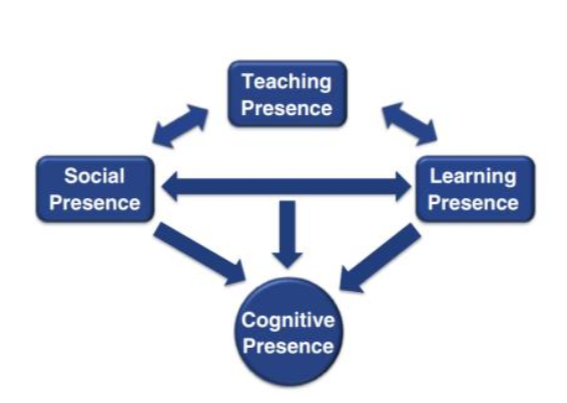 Teaching
Presence
Social
Presence
Learning
Presence
Cognitive
Presence